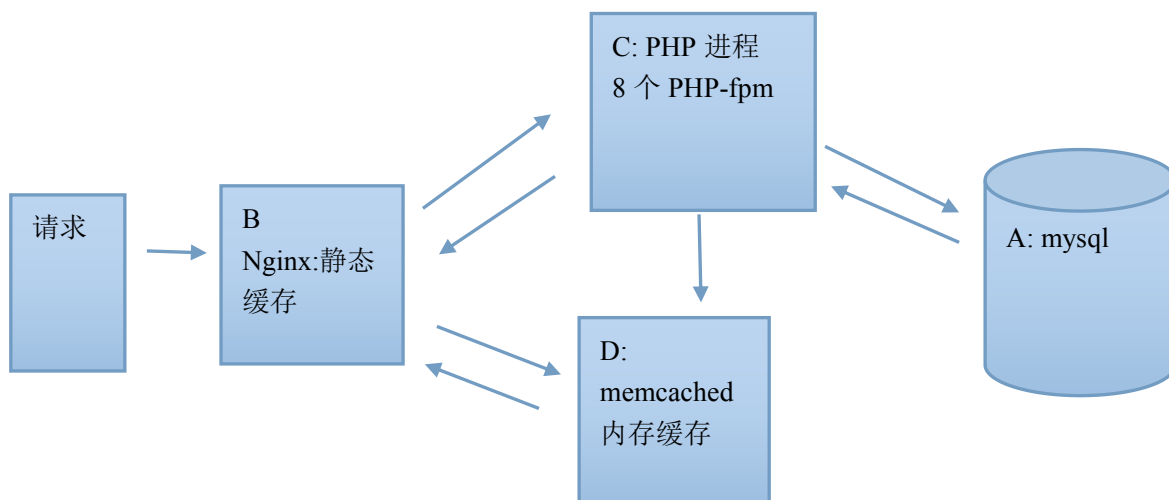 请求
B
Nginx:静态
缓存
C: PHP 进程
8 个 PHP-fpm
D:
memcached
内存缓存
A: mysql